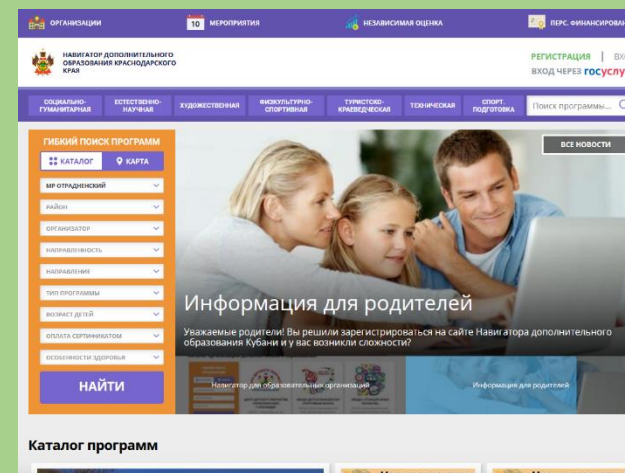 ОРГАНИЗАЦИИ
10 МЕРОПРИЯТИЯ
НЕЗАВИСИМАЯ ОЦЕНКА
ПЕРС. ФИНАНСИРОВАН
НАВИГАТОР ДОПОЛНИТЕЛЬНОГО
ОБРАЗОВАНИЯ КРАСНОДАРСКОГО
КРАЯ
РЕГИСТРАЦИЯ | ВХ
ВХОД ЧЕРЕЗ госуслу
СОЦИАЛЬНО-
ГУМАНИТАРНАЯ
ЕСТЕСТВЕННО-
НАУЧНАЯ
ХУДОЖЕСТВЕННАЯ
ФИЗКУЛЬТУРНО-
СПОРТИВНАЯ
ТУРИСТСКО-
КРАЕВЕДЧЕСКАЯ
ТЕХНИЧЕСКАЯ
СПОРТ.
ПОДГОТОВКА
Поиск программы...
ГИБКИЙ ПОИСК ПРОГРАММ
КАТАЛОГ
КАРТА
МР ОТРАДНЕНСКИЙ
РАЙОН
ОРГАНИЗАТОР
НАПРАВЛЕННОСТЬ
НАПРАВЛЕНИЕ
ТИП ПРОГРАММЫ
ВОЗРАСТ ДЕТЕЙ
ОПЛАТА СЕРТИФИКАТОМ
ОСОБЕННОСТИ ЗДОРОВЬЯ
НАЙТИ
ВСЕ НОВОСТИ
Информация для родителей
Уважаемые родители! Вы решили зарегистрироваться на сайте Навигатора дополнительного
образования Кубани и у вас возникли сложности?
Навигатор для образовательных организаций
Информация для родителей
Каталог программ